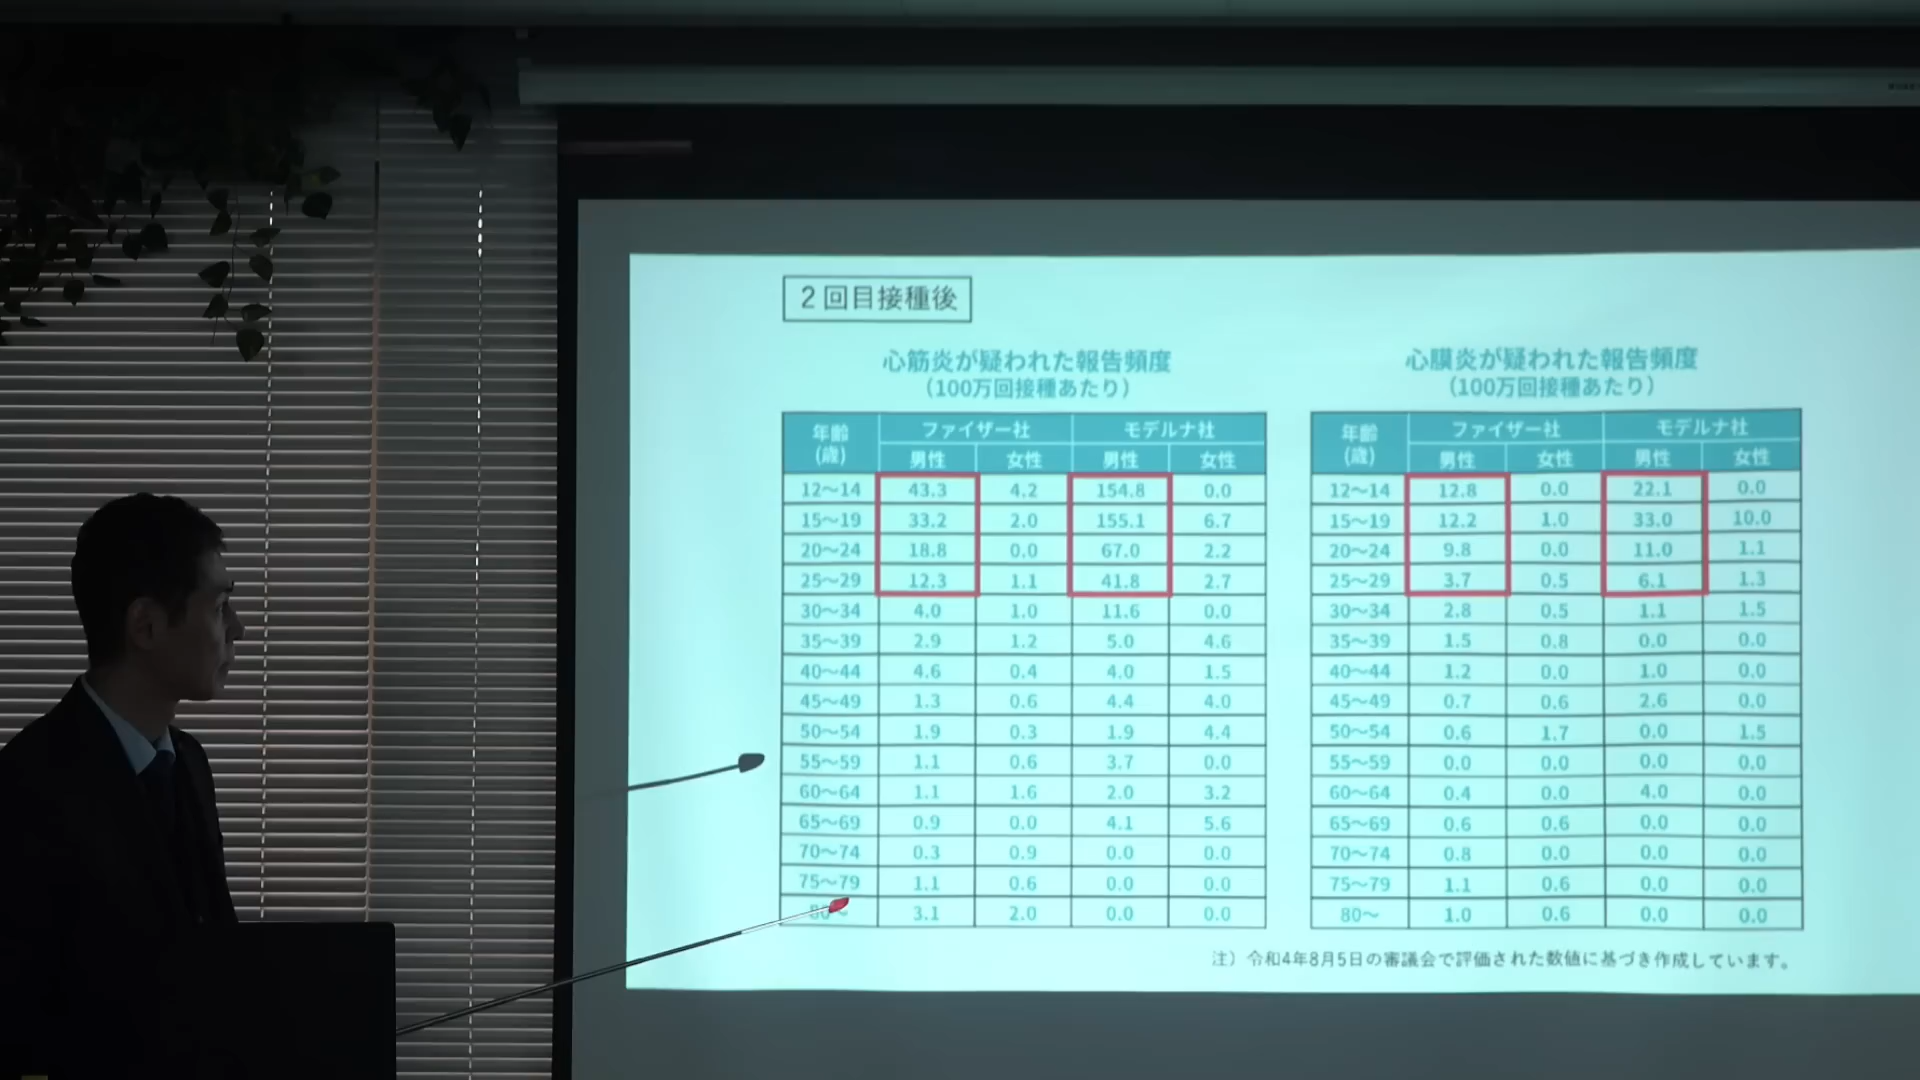 2回目接種後
心筋炎が疑われた報告頻度
(100万回接種あたり)
年齢(歳) ファイザー社 モデルナ社
男性 女性 男性 女性
12～14 43.3 4.2 154.8 0.0
15～19 33.2 2.0 155.1 6.7
20～24 18.8 0.0 67.0 2.2
25～29 12.3 1.1 41.8 2.7
30～34 4.0 1.0 11.6 0.0
35～39 2.9 1.2 5.0 4.6
40～44 4.6 0.4 4.0 1.5
45～49 1.3 0.6 4.4 4.0
50～54 1.9 0.3 1.9 4.4
55～59 1.1 0.6 3.7 0.0
60～64 1.1 1.6 2.0 3.2
65～69 0.9 0.0 4.1 5.6
70～74 0.3 0.9 0.0 0.0
75～79 1.1 0.6 0.0 0.0
80～ 3.1 2.0 0.0 0.0
心膜炎が疑われた報告頻度
(100万回接種あたり)
年齢(歳) ファイザー社 モデルナ社
男性 女性 男性 女性
12～14 12.8 0.0 22.1 0.0
15～19 12.2 1.0 33.0 10.0
20～24 9.8 0.0 11.0 1.1
25～29 3.7 0.5 6.1 1.3
30～34 2.8 0.5 1.1 1.5
35～39 1.5 0.8 0.0 0.0
40～44 1.2 0.0 1.0 0.0
45～49 0.7 0.6 2.6 0.0
50～54 0.6 1.7 0.0 1.5
55～59 0.0 0.0 0.0 0.0
60～64 0.4 0.0 4.0 0.0
65～69 0.6 0.6 0.0 0.0
70～74 0.8 0.0 0.0 0.0
75～79 1.1 0.6 0.0 0.0
80～ 1.0 0.6 0.0 0.0
注）令和4年8月5日の審議会で評価された数値に基づき作成しています。